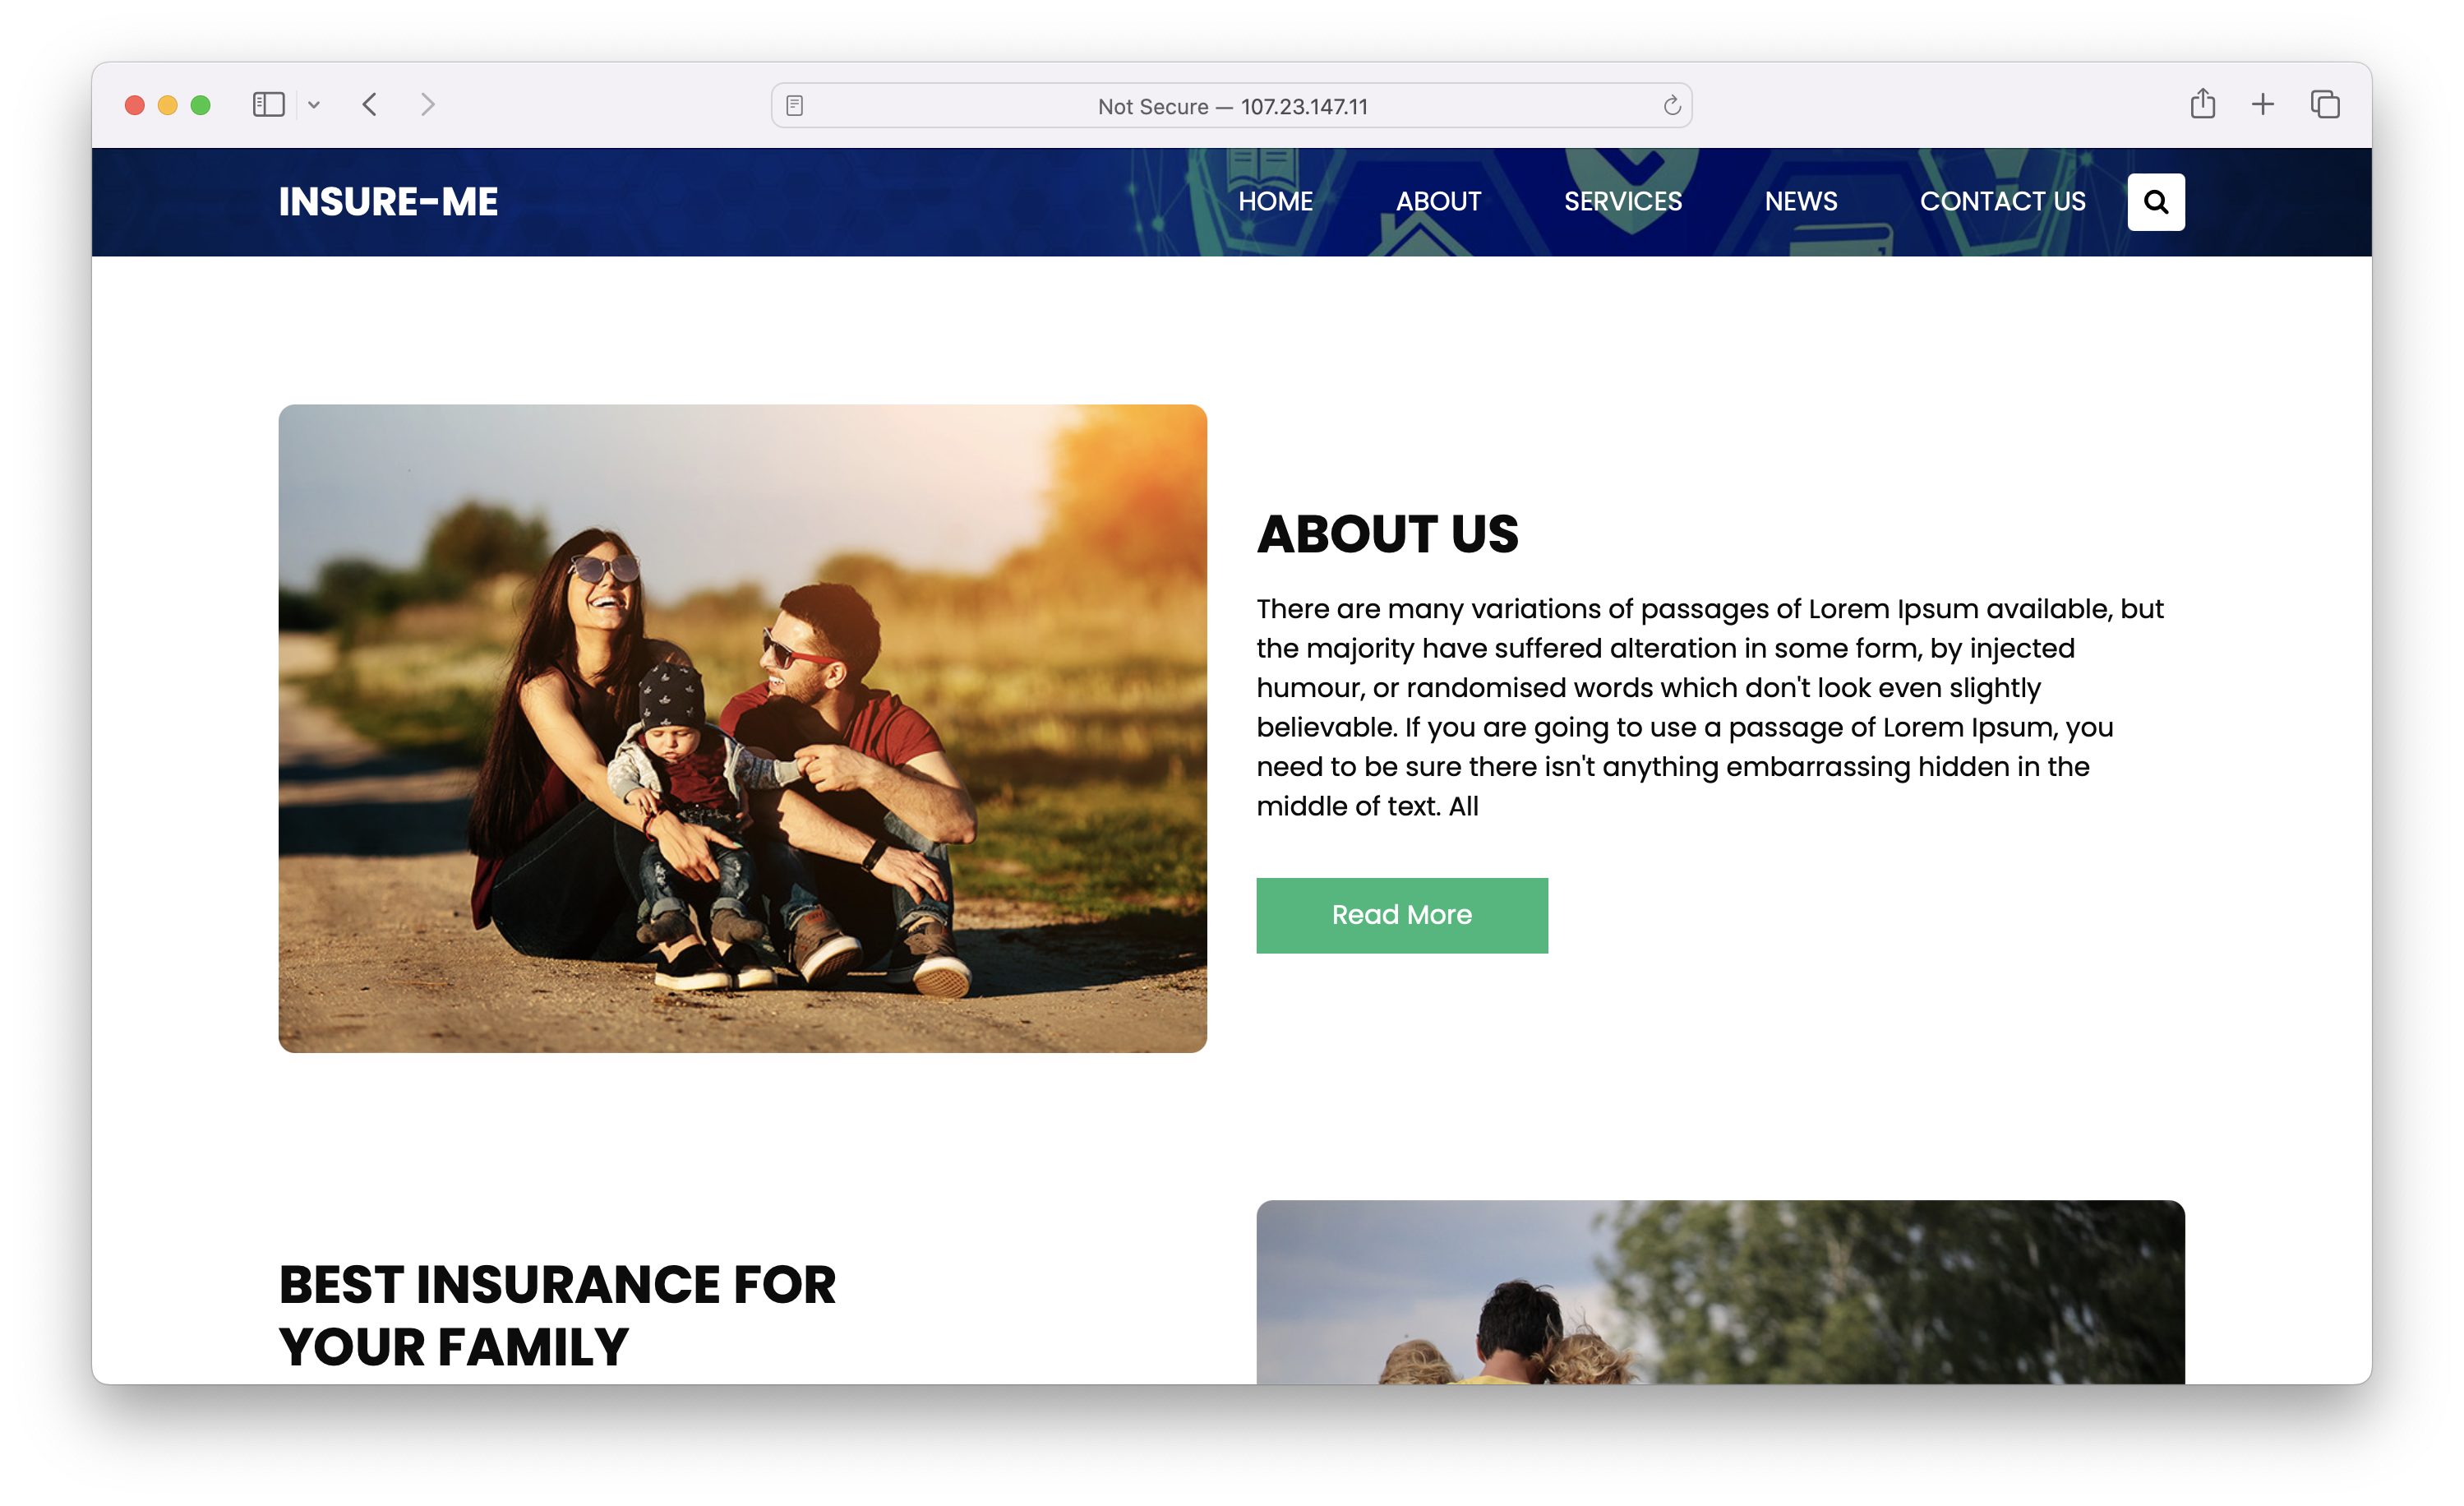 Not Secure — 107.23.147.11
INSURE-ME
HOME
ABOUT
SERVICES
NEWS
CONTACT US
ABOUT US
There are many variations of passages of Lorem Ipsum available, but
the majority have suffered alteration in some form, by injected
humour, or randomised words which don't look even slightly
believable. If you are going to use a passage of Lorem Ipsum, you
need to be sure there isn't anything embarrassing hidden in the
middle of text. All
Read More
BEST INSURANCE FOR
YOUR FAMILY